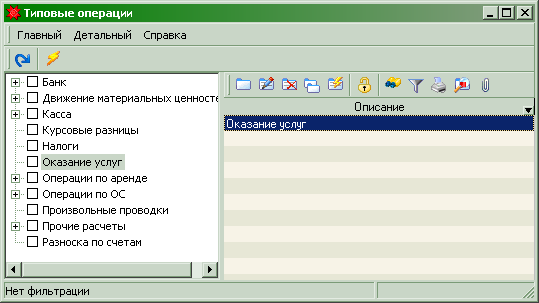 Типовые операции
Главный Детальный Справка
Банк
Движение материальных ценносте
Касса
Курсовые разницы
Налоги
Оказание услуг
Операции по аренде
Операции по ОС
Произвольные проводки
Прочие расчеты
Разноска по счетам
Описание
Оказание услуг
Нет фильтрации